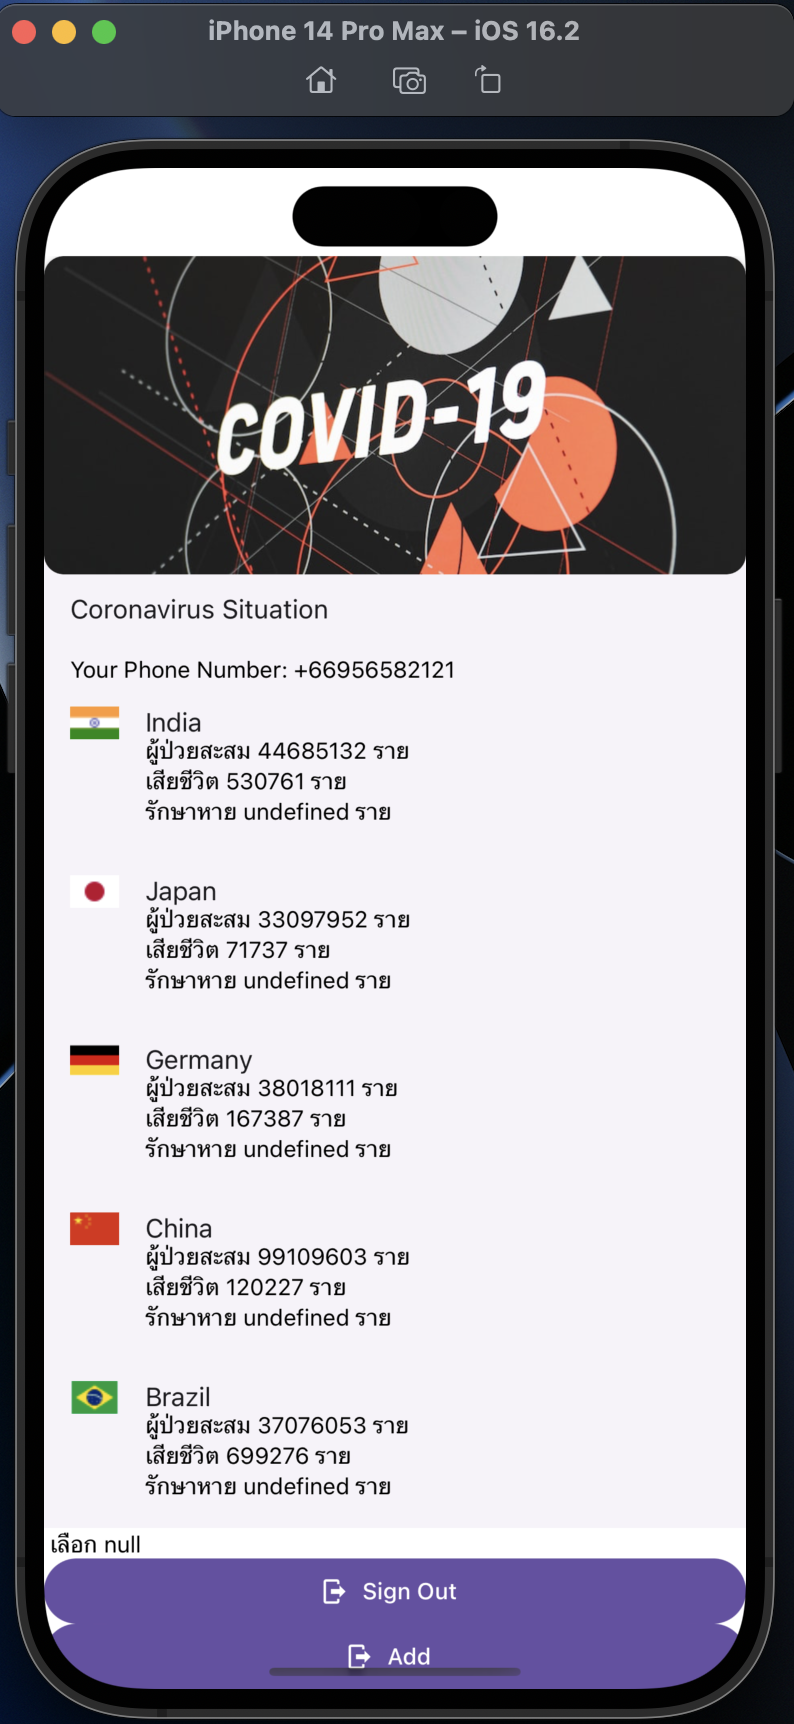 iPhone 14 Pro Max – iOS 16.2
COVID-19
Coronavirus Situation
Your Phone Number: +66956582121
India
ผู้ป่วยสะสม 44685132 ราย
เสียชีวิต 530761 ราย
รักษาหาย undefined ราย
Japan
ผู้ป่วยสะสม 33097952 ราย
เสียชีวิต 71737 ราย
รักษาหาย undefined ราย
Germany
ผู้ป่วยสะสม 38018111 ราย
เสียชีวิต 167387 ราย
รักษาหาย undefined ราย
China
ผู้ป่วยสะสม 99109603 ราย
เสียชีวิต 120227 ราย
รักษาหาย undefined ราย
Brazil
ผู้ป่วยสะสม 37076053 ราย
เสียชีวิต 699276 ราย
รักษาหาย undefined ราย
เลือก null
Sign Out
Add